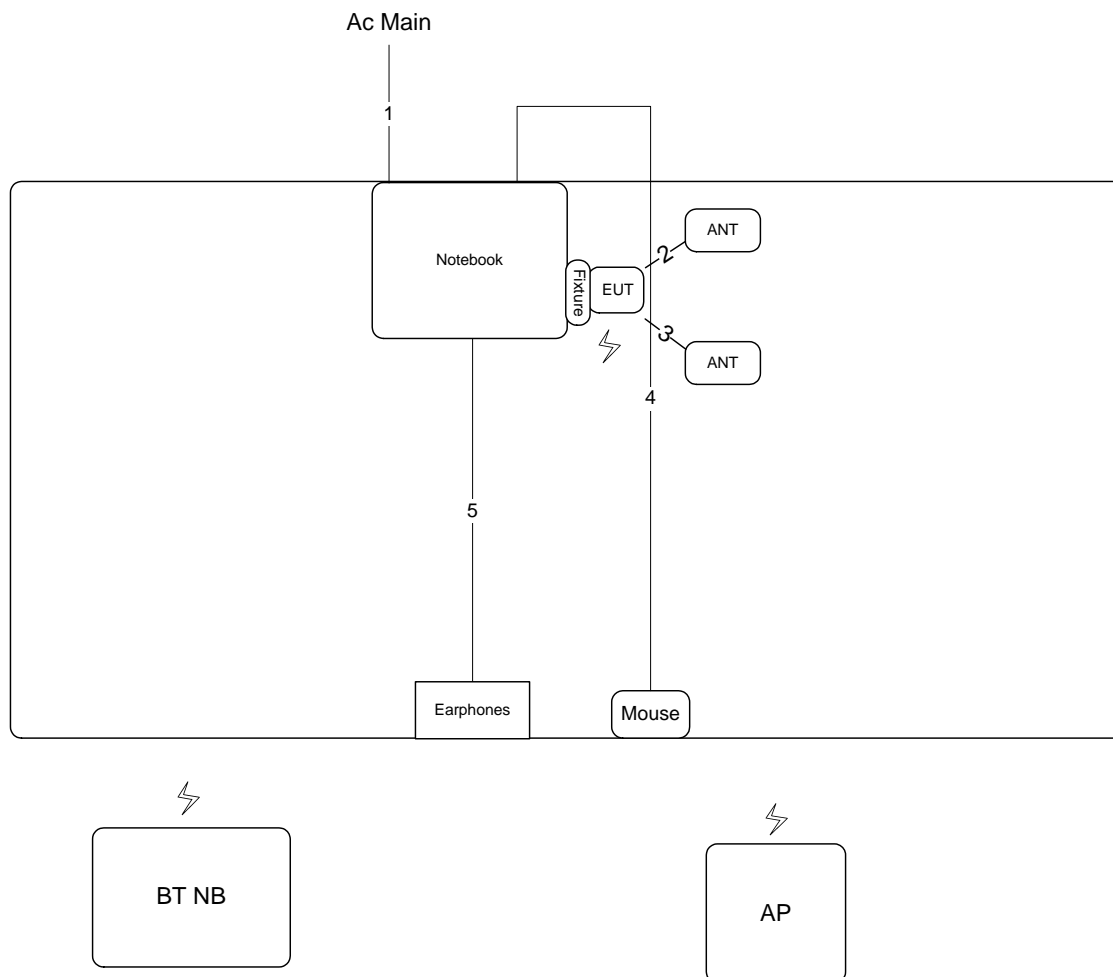 Ac Main
1
Notebook
Fixture
EUT
2
ANT
3
ANT
4
5
Earphones
Mouse
BT NB
AP